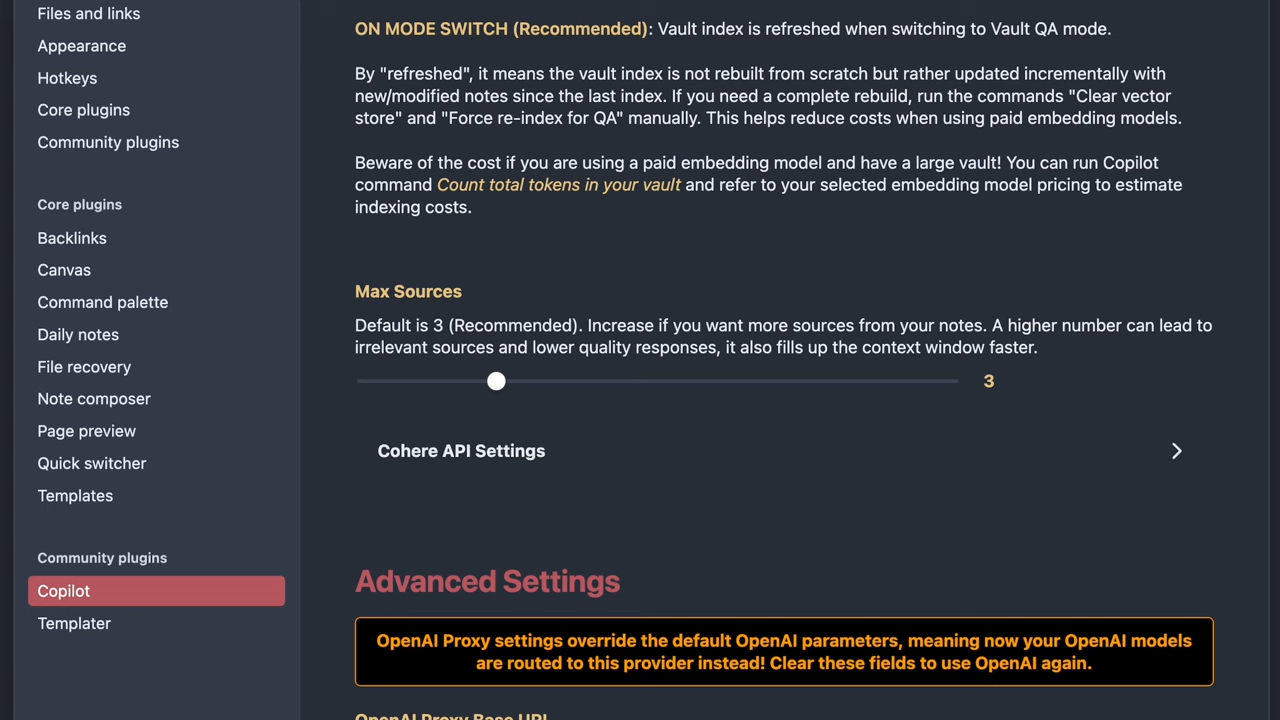 Files and links
Appearance
Hotkeys
Core plugins
Community plugins
Core plugins
Backlinks
Canvas
Command palette
Daily notes
File recovery
Note composer
Page preview
Quick switcher
Templates
Community plugins
Copilot
Templater
ON MODE SWITCH (Recommended): Vault index is refreshed when switching to Vault QA mode.
By "refreshed", it means the vault index is not rebuilt from scratch but rather updated incrementally with
new/modified notes since the last index. If you need a complete rebuild, run the commands "Clear vector
store" and "Force re-index for QA" manually. This helps reduce costs when using paid embedding models.
Beware of the cost if you are using a paid embedding model and have a large vault! You can run Copilot
command Count total tokens in your vault and refer to your selected embedding model pricing to estimate
indexing costs.
Max Sources
Default is 3 (Recommended). Increase if you want more sources from your notes. A higher number can lead to
irrelevant sources and lower quality responses, it also fills up the context window faster.
3
Cohere API Settings
Advanced Settings
OpenAI Proxy settings override the default OpenAI parameters, meaning now your OpenAI models
are routed to this provider instead! Clear these fields to use OpenAI again.
OpenAI Proxy Base URL